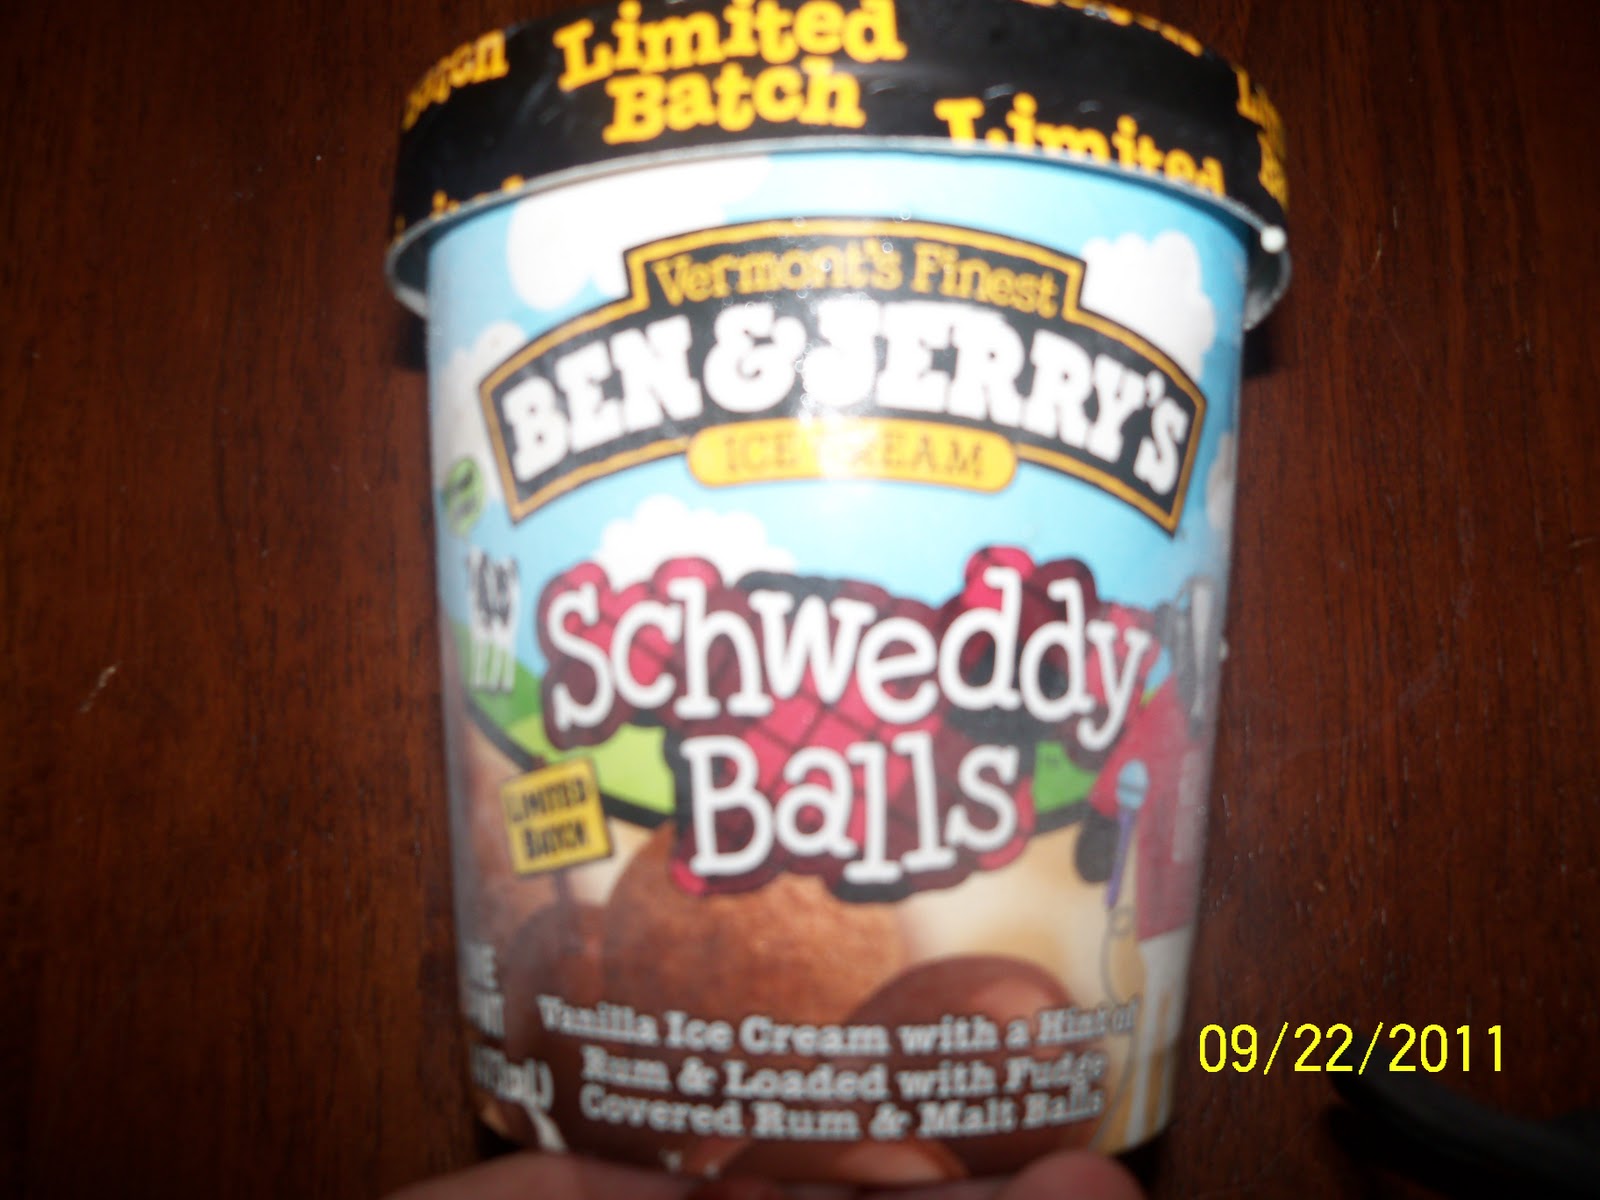 Batch
Limited
Batch
Limited
Vermont's Finest
BEN & JERRY'S
ICE CREAM
Schweddy
Balls
LIMITED
BATCH
Vanilla Ice Cream with a Hint of
Rum & Loaded with Fudge
Covered Rum & Malt Balls
09/22/2011